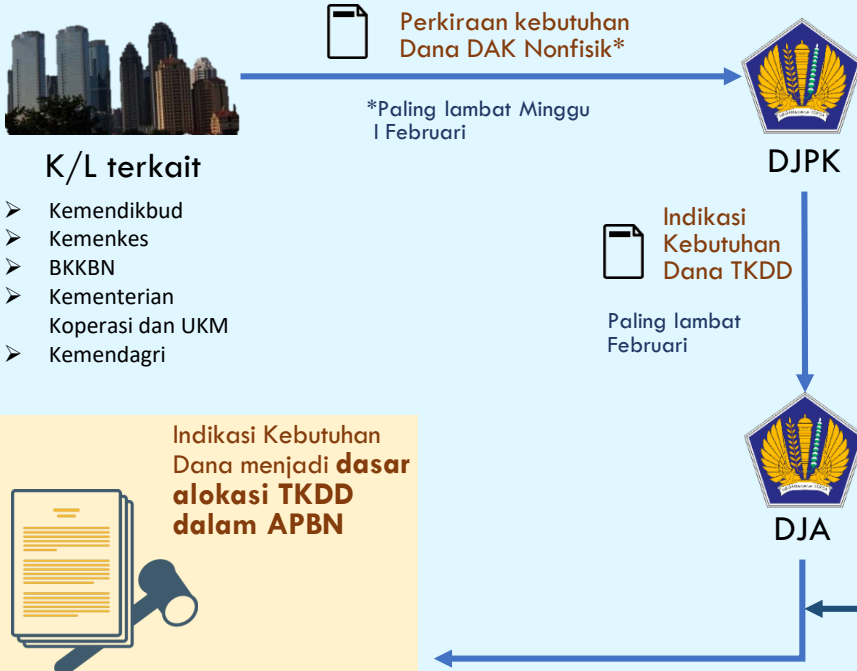 Perkiraan kebutuhan
Dana DAK Nonfisik*
*Paling lambat Minggu
I Februari
K/L terkait
➤ Kemendikbud
➤ Kemenkes
➤ BKKBN
➤ Kementerian
Koperasi dan UKM
➤ Kemendagri
DJPK
Indikasi
Kebutuhan
Dana TKDD
Paling lambat
Februari
DJA
Indikasi Kebutuhan
Dana menjadi dasar
alokasi TKDD
dalam APBN